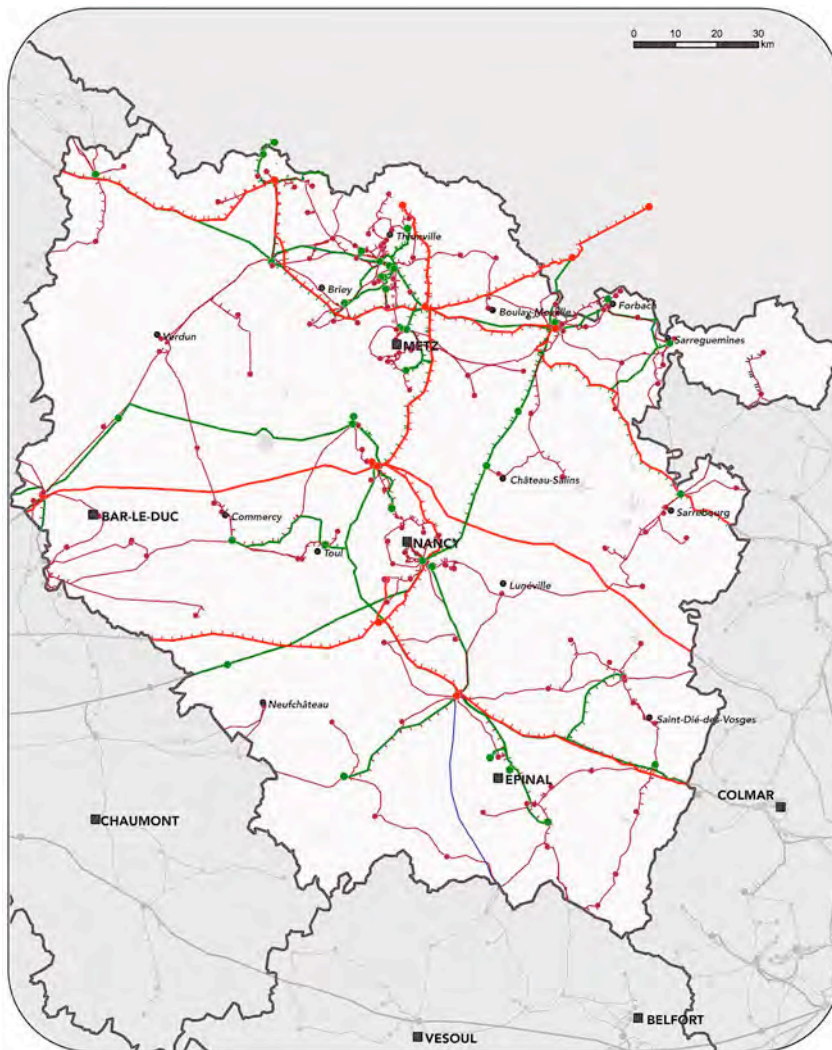 0 10 20 30
km
Thionville
Briey
Boulay-Moselle
Forbach
Verdun
METZ
Sarreguemines
Château-Salins
BAR-LE-DUC
Commercy
Sarrebourg
NANCY
Toul
Lunéville
Neufchâteau
Saint-Dié-des-Vosges
EPINAL
COLMAR
CHAUMONT
BELFORT
VESOUL